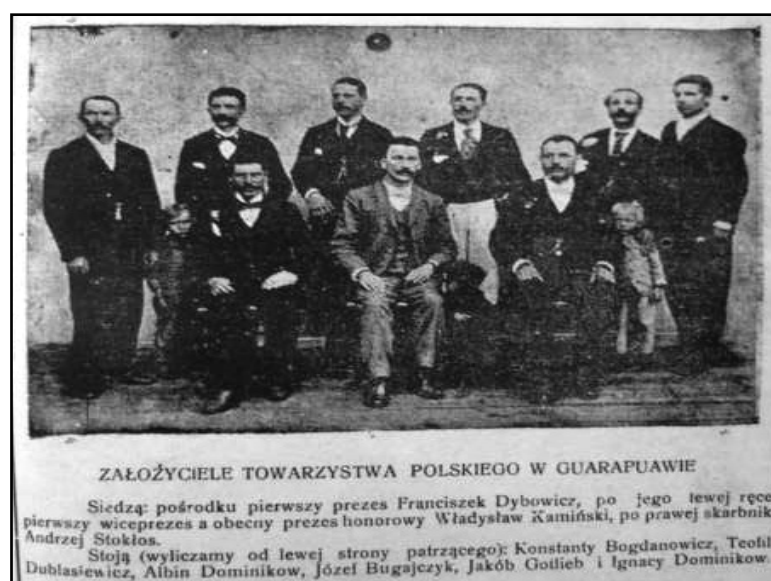 ZAŁOŻYCIELE TOWARZYSTWA POLSKIEGO W GUARAPUAWIE
Siedzą: pośrodku pierwszy prezes Franciszek Dybowicz, po jego lewej ręce
pierwszy wiceprezes a obecny prezes honorowy Władysław Kamiński, po prawej skarbnik
Andrzej Stokłos.
Stoją (wyliczamy od lewej strony patrzącego): Konstanty Bogdanowicz, Teofil
Dublasiewicz, Albin Dominikow, Józef Bugajczyk, Jakób Gotlieb i Ignacy Dominikow.